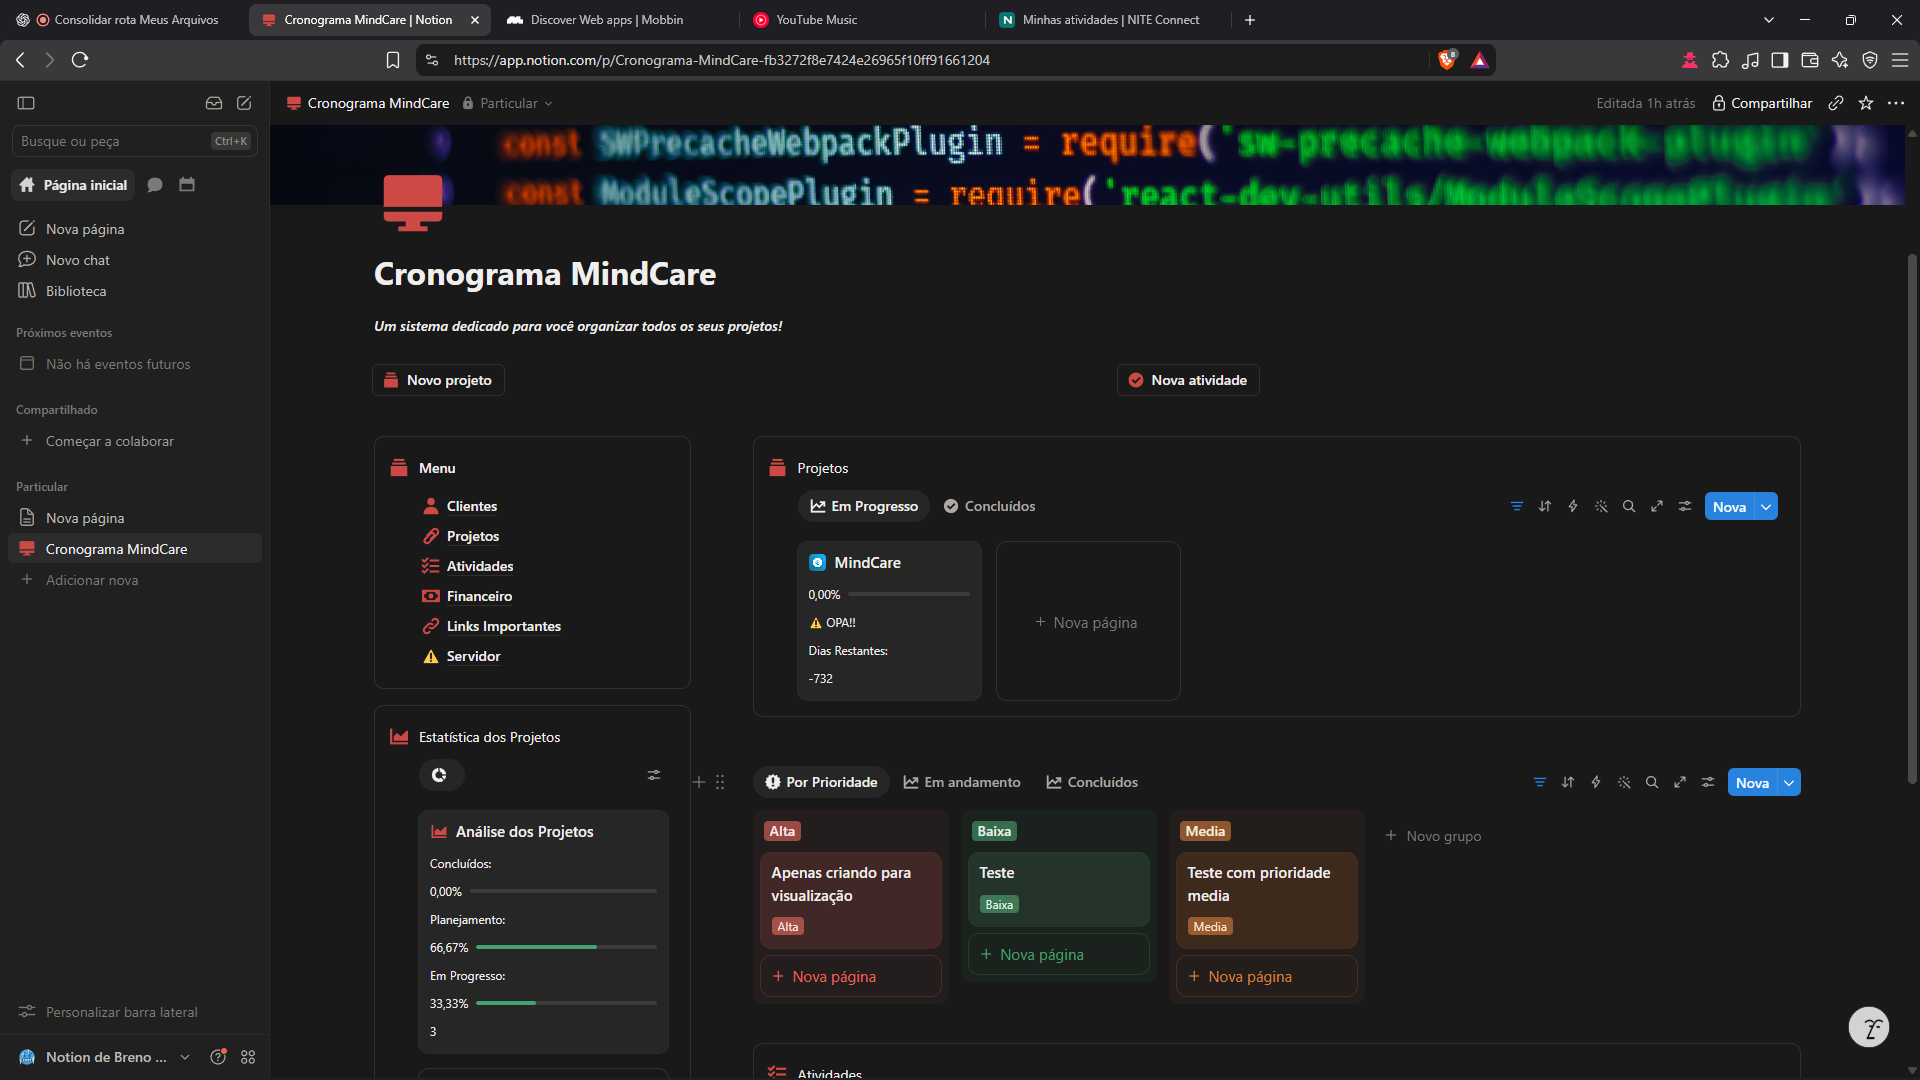 Consolidar rota Meus Arquivos
Cronograma MindCare | Notion
Discover Web apps | Mobbin
YouTube Music
Minhas atividades | NITE Connect
https://app.notion.com/p/Cronograma-MindCare-fb3272f8e7424e26965f10ff91661204
Cronograma MindCare
Particular
Editada 1h atrás
Compartilhar
Busque ou peça
Ctrl+K
Página inicial
Nova página
Novo chat
Biblioteca
Próximos eventos
Não há eventos futuros
Compartilhado
Começar a colaborar
Particular
Nova página
Cronograma MindCare
Adicionar nova
Personalizar barra lateral
Notion de Breno ...
const SWPrecacheWebpackPlugin = require('sw-precache-webpack-plugin');
const ModuleScopePlugin = require('react-dev-utils/ModuleScopePlugin');
Cronograma MindCare
Um sistema dedicado para você organizar todos os seus projetos!
Novo projeto
Nova atividade
Menu
Clientes
Projetos
Atividades
Financeiro
Links Importantes
Servidor
Projetos
Em Progresso
Concluídos
Nova
MindCare
0,00%
OPA!!
Dias Restantes:
-732
+ Nova página
Estatística dos Projetos
Análise dos Projetos
Concluídos:
0,00%
Planejamento:
66,67%
Em Progresso:
33,33%
3
Por Prioridade
Em andamento
Concluídos
Nova
Alta
Apenas criando para
visualização
Alta
+ Nova página
Baixa
Teste
Baixa
+ Nova página
Media
Teste com prioridade
media
Media
+ Nova página
+ Novo grupo
Atividades